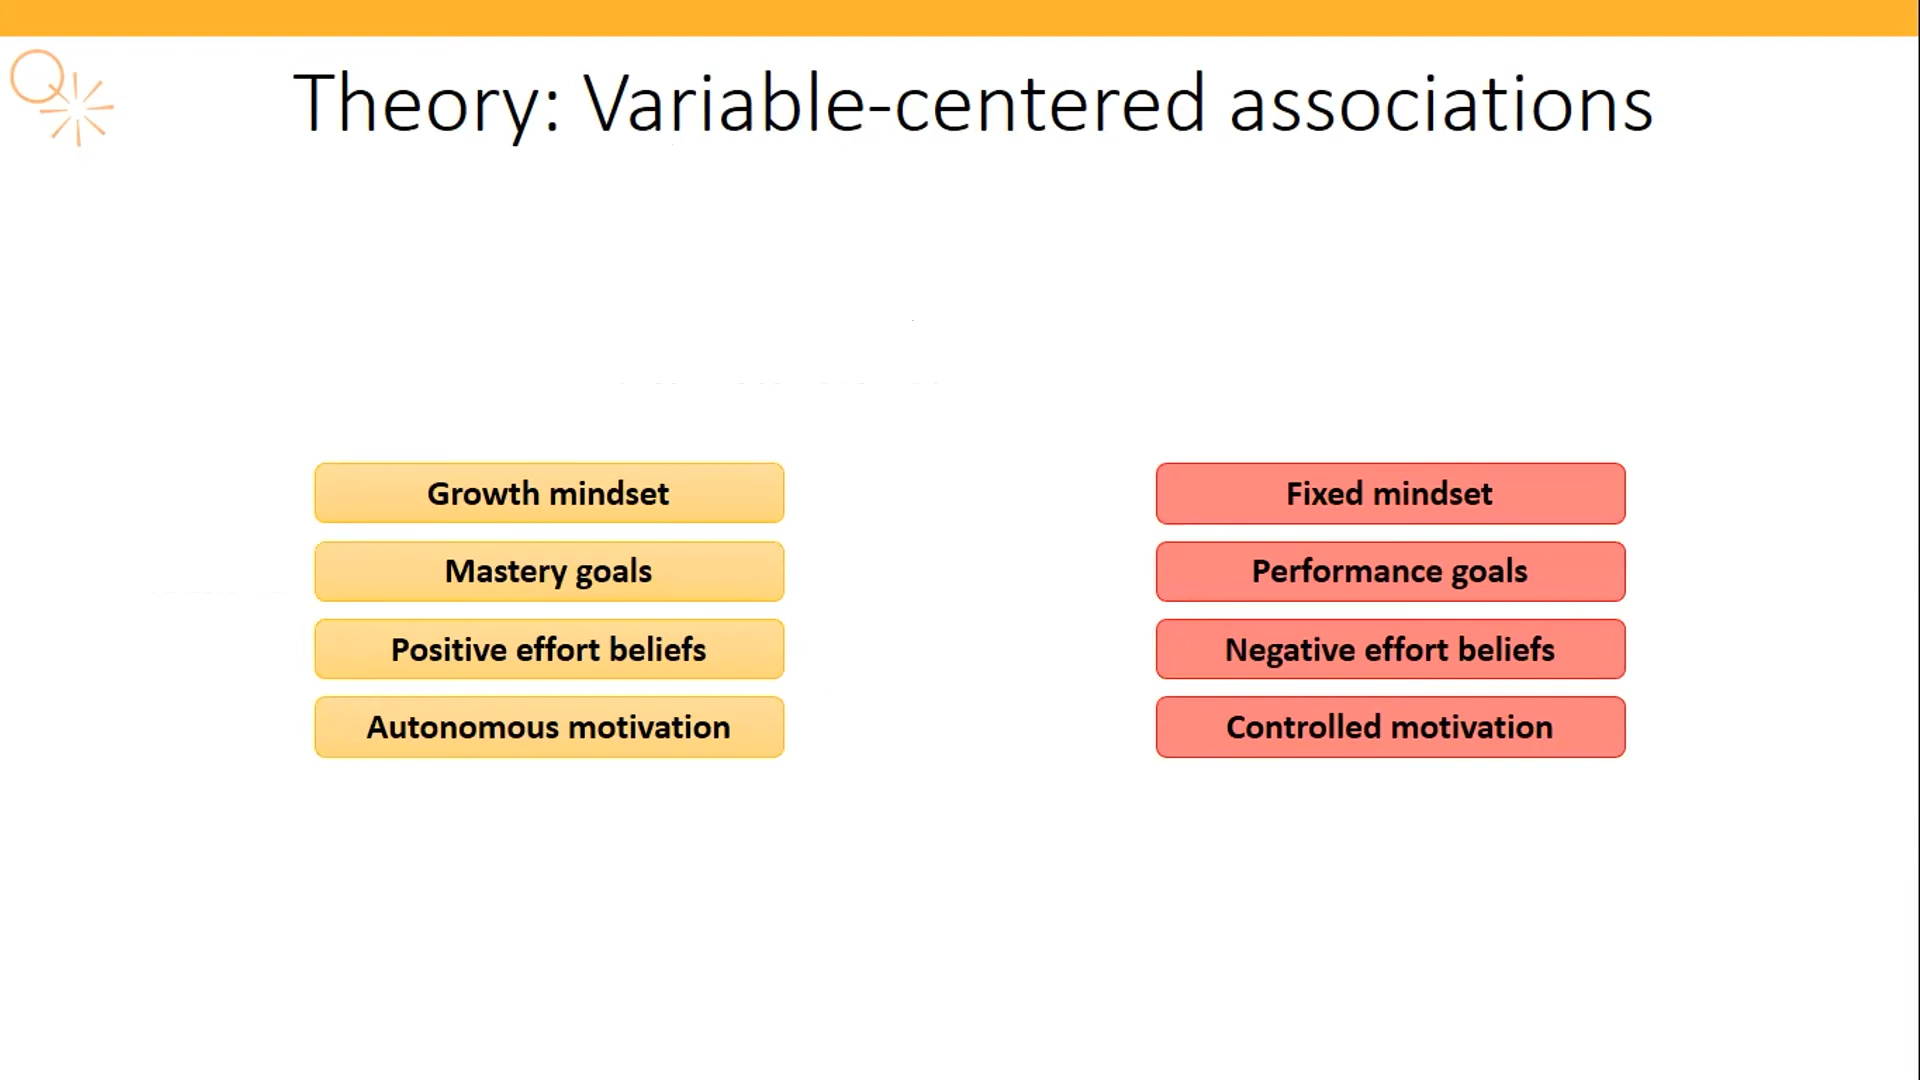 Theory: Variable-centered associations
Growth mindset
Mastery goals
Positive effort beliefs
Autonomous motivation
Fixed mindset
Performance goals
Negative effort beliefs
Controlled motivation